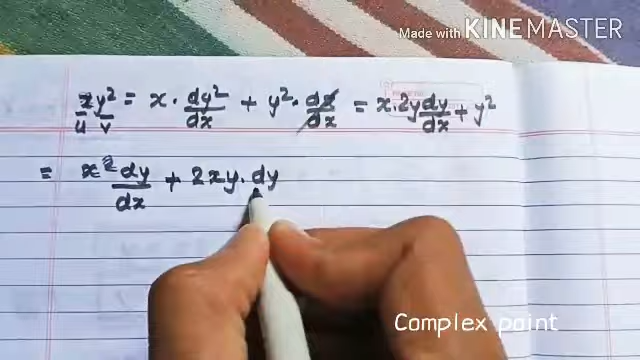 Made with KINEMASTER
xy² = x · dy²/dx + y² · dx/dx = x · 2y dy/dx + y²
u v
= x² dy/dx + 2xy · dy
Complex point